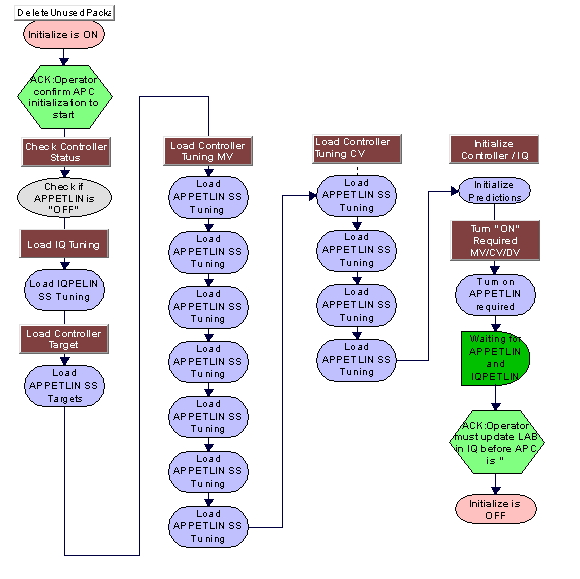 DeleteUnusedPacka
Initialize is ON
ACK:Operator
confirm APC
initialization to
start
Check Controller
Status
Check if
APPETLIN is
"OFF"
Load IQ Tuning
Load IQPELIN
SS Tuning
Load Controller
Target
Load
APPETLIN SS
Targets
Load Controller
Tuning MV
Load
APPETLIN SS
Tuning
Load
APPETLIN SS
Tuning
Load
APPETLIN SS
Tuning
Load
APPETLIN SS
Tuning
Load
APPETLIN SS
Tuning
Load
APPETLIN SS
Tuning
Load
APPETLIN SS
Tuning
Load Controller
Tuning CV
Load
APPETLIN SS
Tuning
Load
APPETLIN SS
Tuning
Load
APPETLIN SS
Tuning
Load
APPETLIN SS
Tuning
Initialize
Controller / IQ
Initialize
Predictions
Turn "ON"
Required
MV/CV/DV
Turn on
APPETLIN
required
Waiting for
APPETLIN
and
IQPETLIN
ACK:Operator
must update LAB
in IQ before APC
is "
Initialize is
OFF